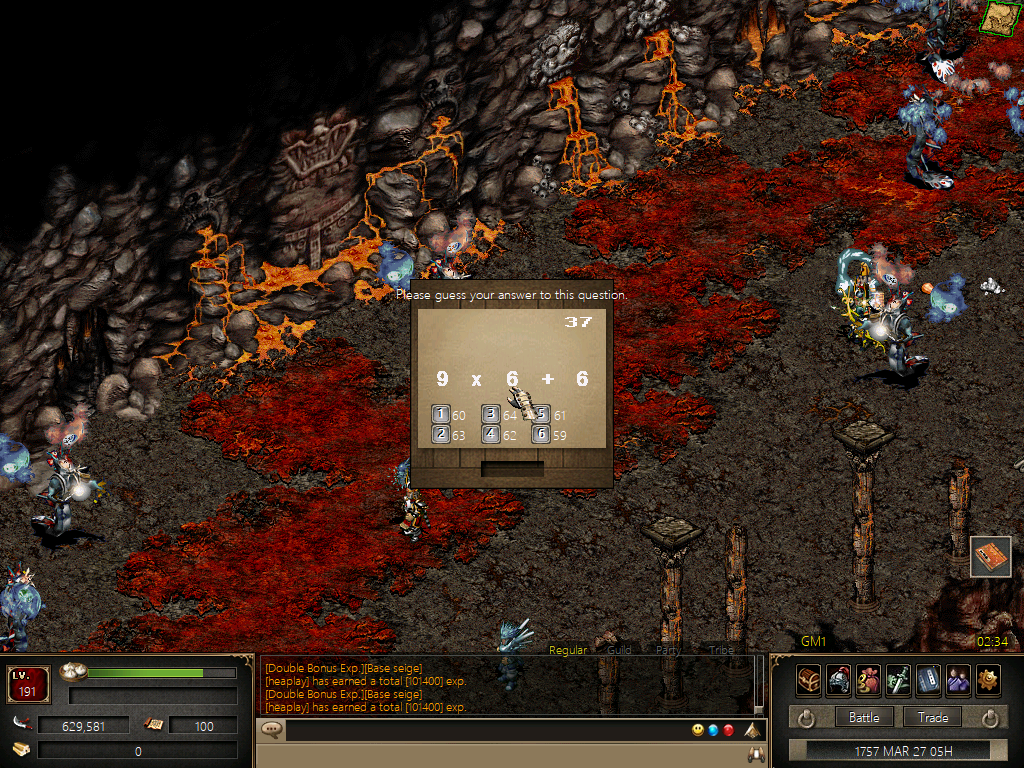 Please guess your answer to this question.
37
9 x 6 + 6
1 60 3 64 5 61
2 63 4 62 6 59
Regular Guild Party Tribe
GM1 02:34
LV.
191
[Double Bonus Exp.][Base seige]
[heaplay] has earned a total [101400] exp.
[Double Bonus Exp.][Base seige]
[heaplay] has earned a total [101400] exp.
629,581 100
0
Battle Trade
1757 MAR 27 05H